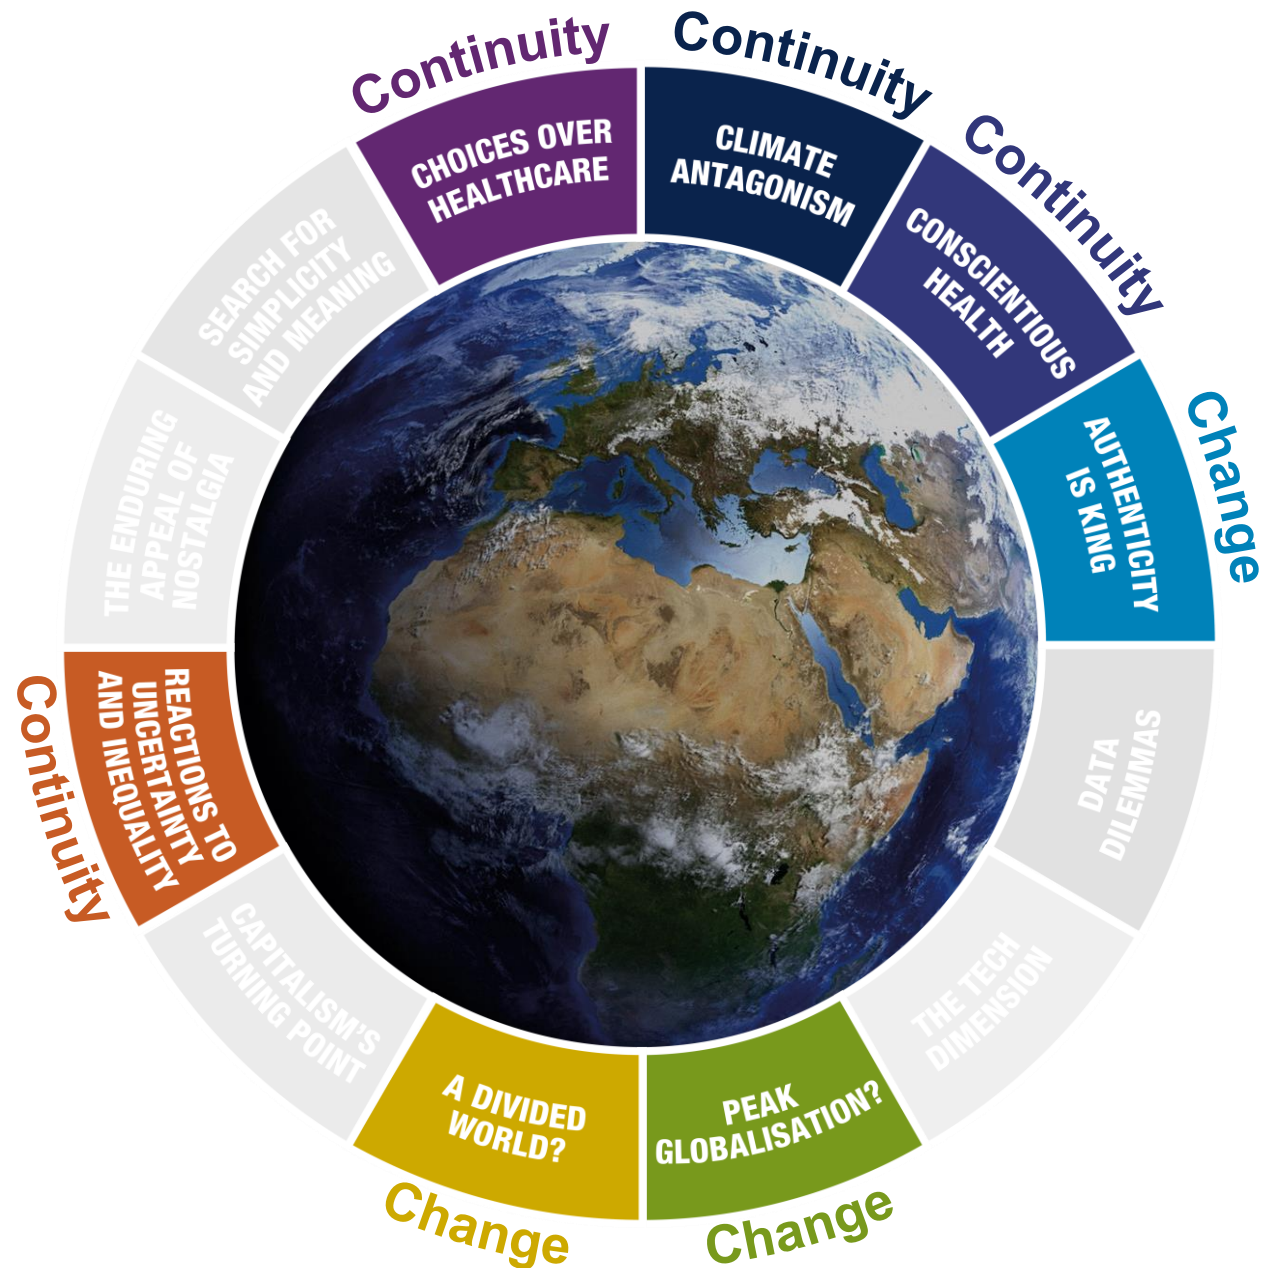 Continuity
CHOICES OVER
HEALTHCARE
Continuity
CLIMATE
ANTAGONISM
Continuity
CONSCIENTIOUS
HEALTH
Change
AUTHENTICITY
IS KING
DATA
DILEMMAS
THE TECH
DIMENSION
PEAK
GLOBALISATION?
Change
A DIVIDED
WORLD?
Change
CAPITALISM'S
TURNING POINT
REACTIONS TO
UNCERTAINTY
AND INEQUALITY
Continuity
THE ENDURING
APPEAL OF
NOSTALGIA
SEARCH FOR
SIMPLICITY
AND MEANING